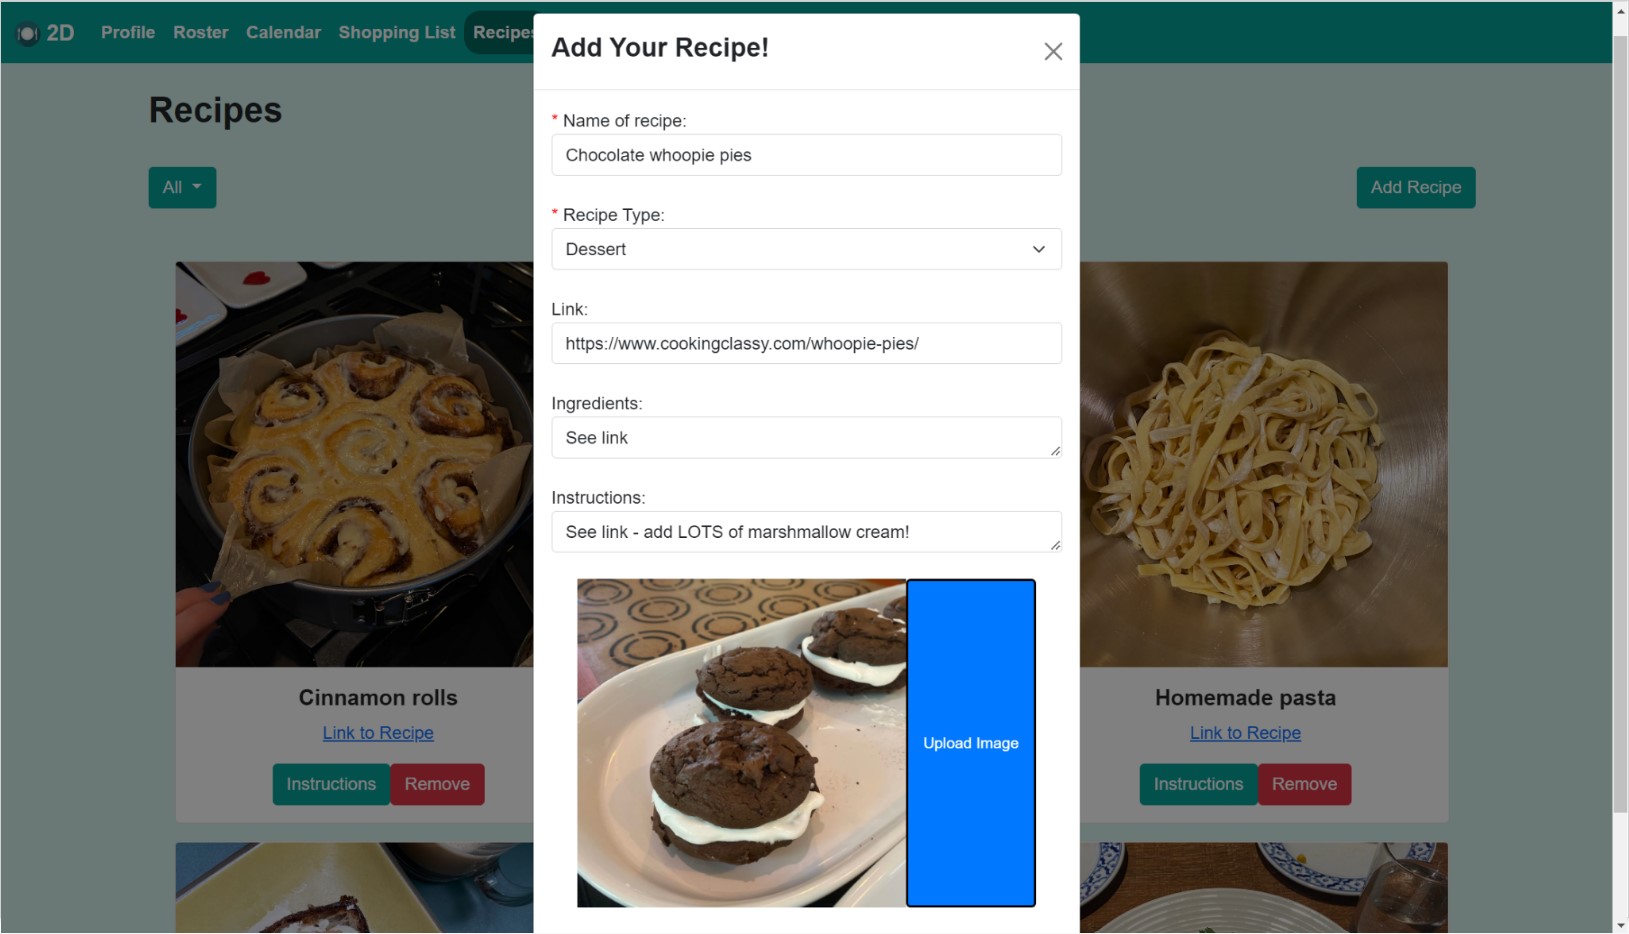 2D Profile Roster Calendar Shopping List Recipes
Add Your Recipe!
Recipes
* Name of recipe:
Chocolate whoopie pies
All
Add Recipe
* Recipe Type:
Dessert
Link:
https://www.cookingclassy.com/whoopie-pies/
Ingredients:
See link
Instructions:
See link - add LOTS of marshmallow cream!
Upload Image
Cinnamon rolls
Link to Recipe
Instructions Remove
Homemade pasta
Link to Recipe
Instructions Remove